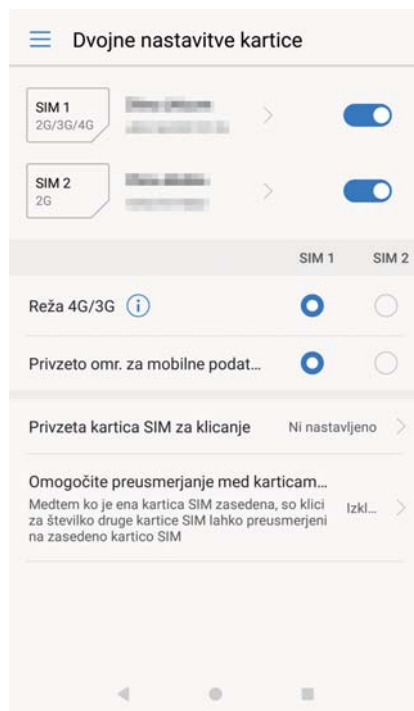 Dvojne nastavitve kartice
SIM 1
2G/3G/4G
SIM 2
2G
SIM 1 SIM 2
Reža 4G/3G
Privzeto omr. za mobilne podat...
Privzeta kartica SIM za klicanje Ni nastavljeno
Omogočite preusmerjanje med karticam...
Medtem ko je ena kartica SIM zasedena, so klici
za številko druge kartice SIM lahko preusmerjeni Izkl...
na zasedeno kartico SIM